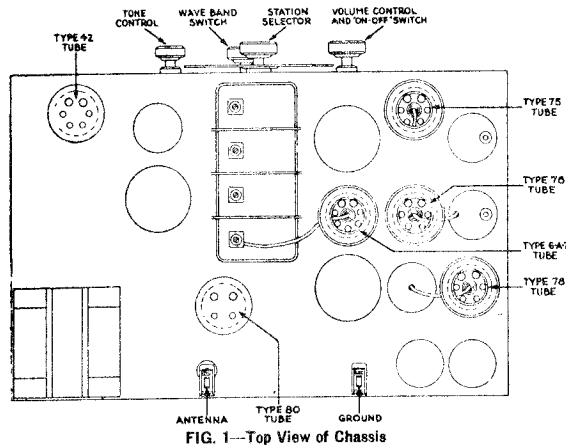 TONE
CONTROL
WAVE BAND
SWITCH
STATION
SELECTOR
VOLUME CONTROL
AND "ON-OFF" SWITCH
TYPE 42
TUBE
TYPE 75
TUBE
TYPE 76
TUBE
TYPE 6-A-7
TUBE
TYPE 78
TUBE
ANTENNA
TYPE 80
TUBE
GROUND
FIG. 1—Top View of Chassis